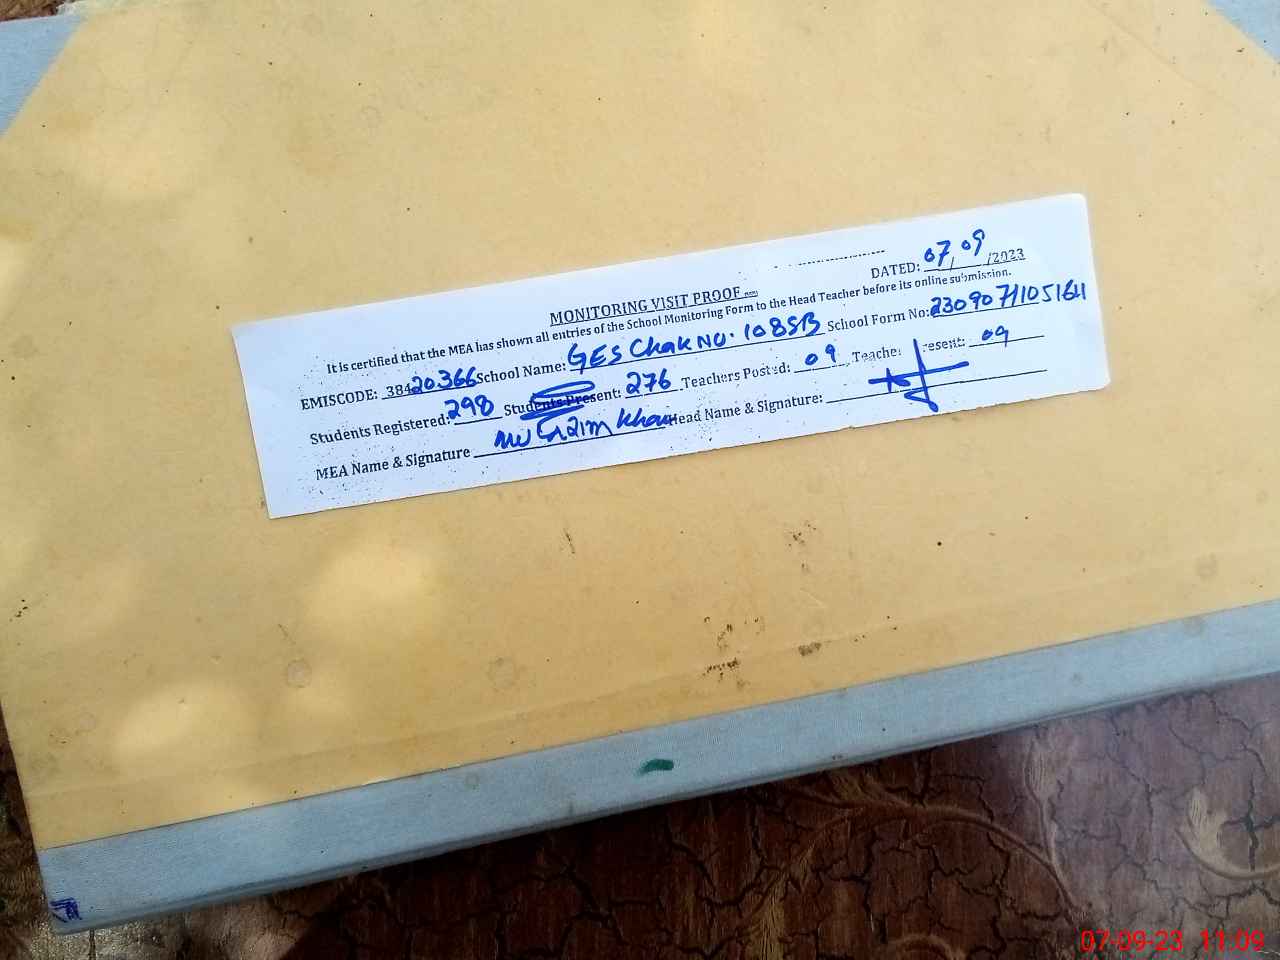 DATED: 07/09/2023
MONITORING VISIT PROOF
It is certified that the MEA has shown all entries of the School Monitoring Form to the Head Teacher before its online submission.
EMISCODE: 38420366 School Name: GES Chak No. 108SB School Form No:
Students Registered: 298 Students Present: 276 Teachers Posted: 09 Teacher resent: 09
MEA Name & Signature Khan Head Name & Signature:
07-09-23 11:09